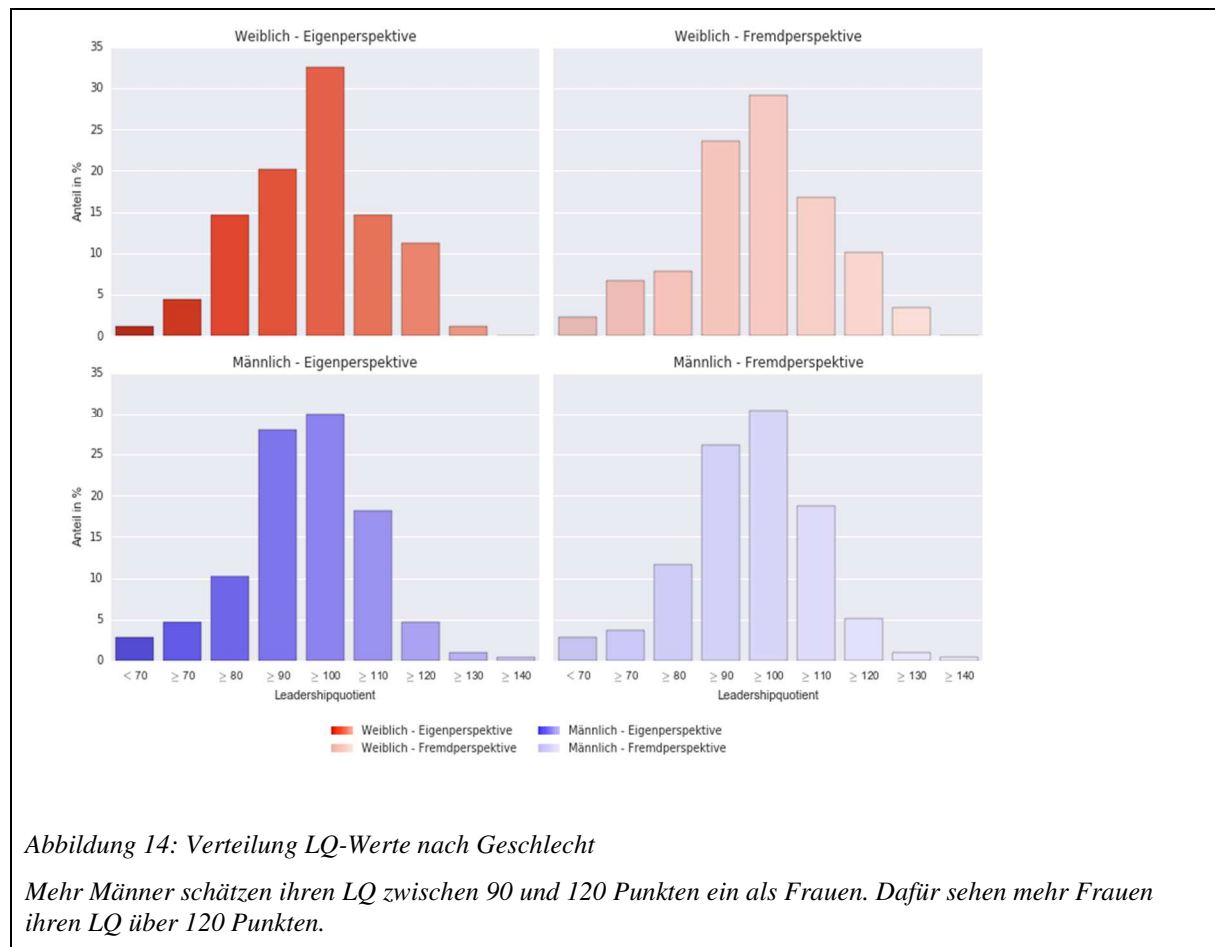 Weiblich - Eigenperspektive
Weiblich - Fremdperspektive
35
30
25
20
15
10
5
0
Anteil in %
Männlich - Eigenperspektive
Männlich - Fremdperspektive
35
30
25
20
15
10
5
0
Anteil in %
< 70 ≥ 70 ≥ 80 ≥ 90 ≥ 100 ≥ 110 ≥ 120 ≥ 130 ≥ 140
< 70 ≥ 70 ≥ 80 ≥ 90 ≥ 100 ≥ 110 ≥ 120 ≥ 130 ≥ 140
Leadershipquotient
Leadershipquotient
Weiblich - Eigenperspektive
Männlich - Eigenperspektive
Weiblich - Fremdperspektive
Männlich - Fremdperspektive
Abbildung 14: Verteilung LQ-Werte nach Geschlecht
Mehr Männer schätzen ihren LQ zwischen 90 und 120 Punkten ein als Frauen. Dafür sehen mehr Frauen
ihren LQ über 120 Punkten.